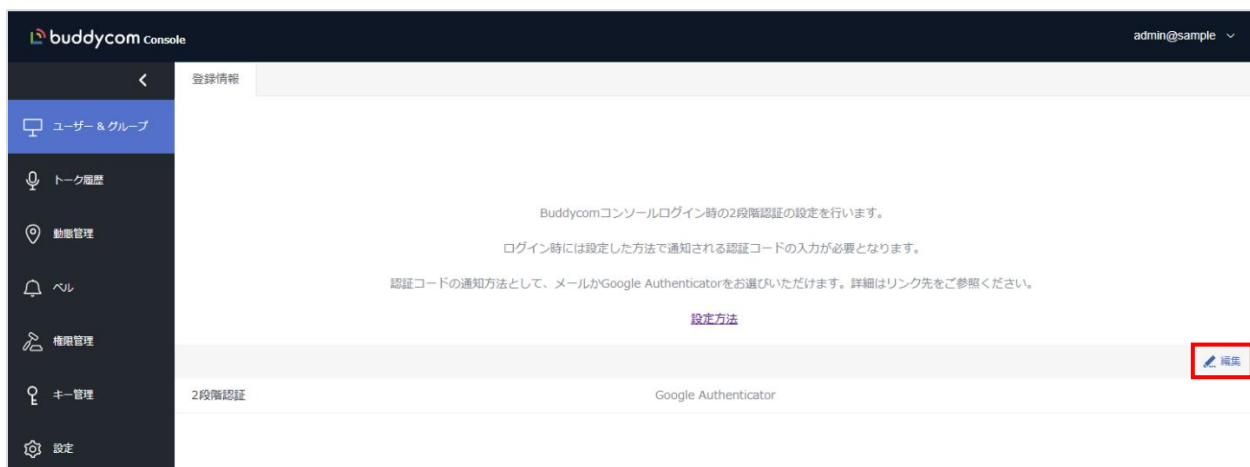 buddycom Console
admin@sample
登録情報
ユーザー & グループ
トーク履歴
動態管理
ベル
権限管理
キー管理
設定
Buddycomコンソールログイン時の2段階認証の設定を行います。
ログイン時には設定した方法で通知される認証コードの入力が必要となります。
認証コードの通知方法として、メールかGoogle Authenticatorをお選びいただけます。詳細はリンク先をご参照ください。
設定方法
編集
2段階認証 Google Authenticator